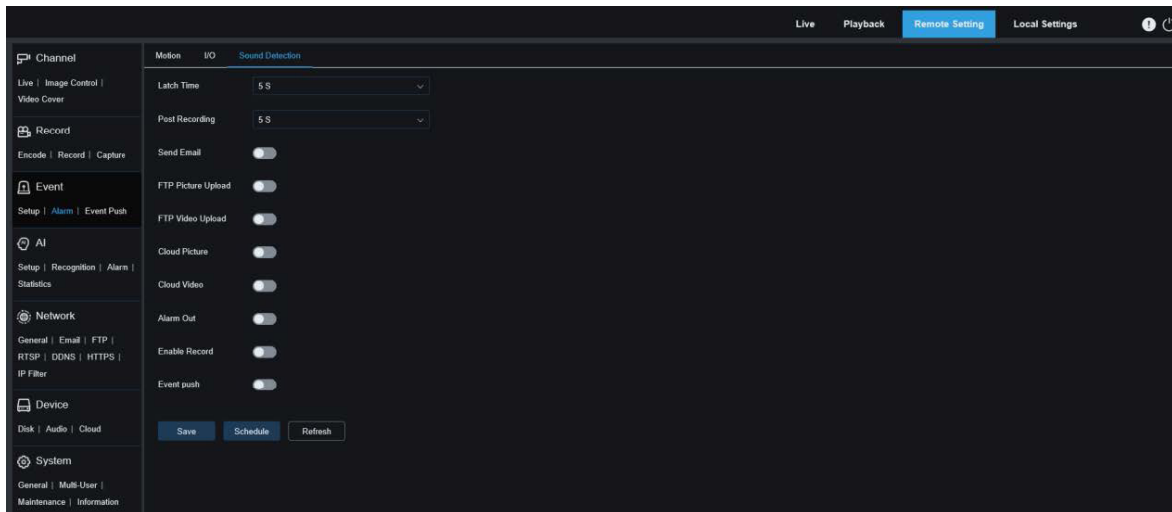 Live Playback Remote Setting Local Settings
Channel
Live | Image Control |
Video Cover
Record
Encode | Record | Capture
Event
Setup | Alarm | Event Push
AI
Setup | Recognition | Alarm |
Statistics
Network
General | Email | FTP |
RTSP | DDNS | HTTPS |
IP Filter
Device
Disk | Audio | Cloud
System
General | Multi-User |
Maintenance | Information
Motion I/O Sound Detection
Latch Time 5 S
Post Recording 5 S
Send Email
FTP Picture Upload
FTP Video Upload
Cloud Picture
Cloud Video
Alarm Out
Enable Record
Event push
Save Schedule Refresh